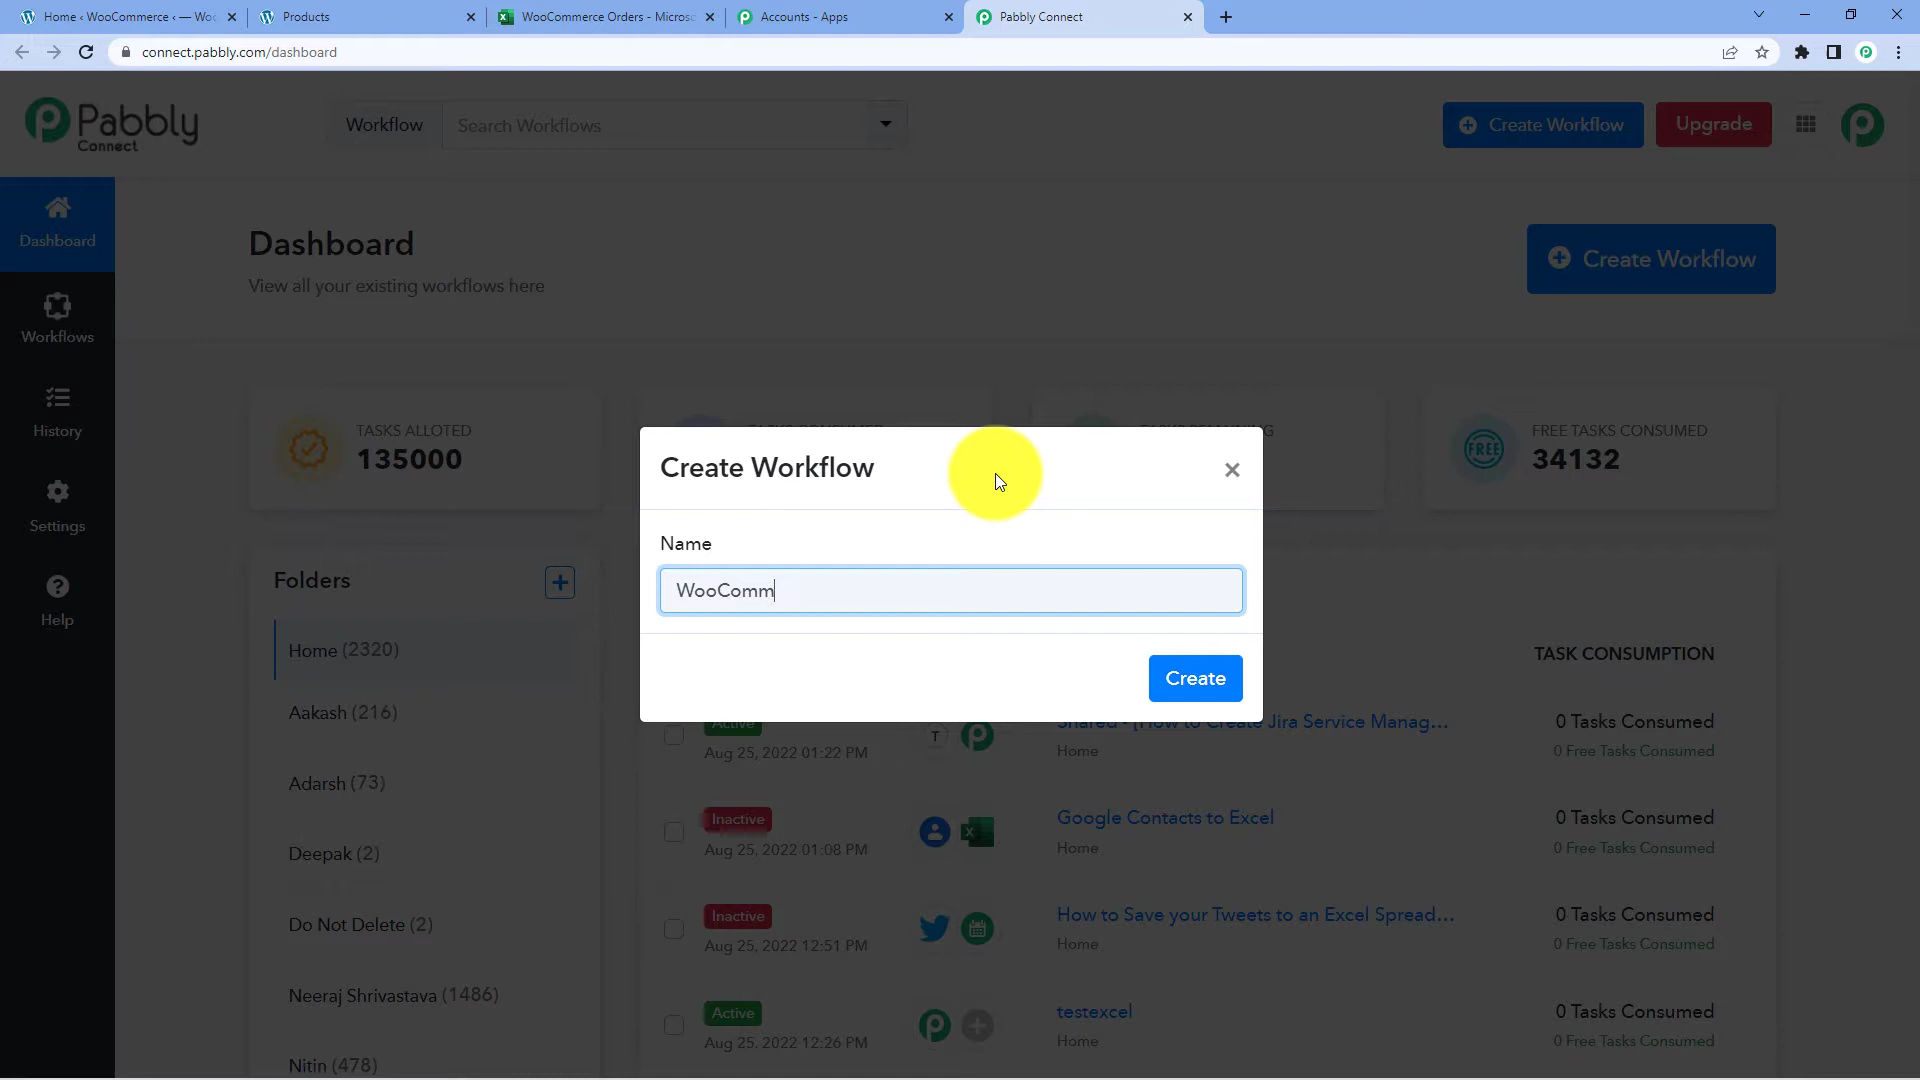 Home ‹ WooCommerce ‹ — Woo
Products
WooCommerce Orders - Micros
Accounts - Apps
Pabbly Connect
connect.pabbly.com/dashboard
Pabbly
Connect
Workflow
Search Workflows
Create Workflow
Upgrade
Dashboard
Workflows
History
Settings
Help
Dashboard
View all your existing workflows here
Create Workflow
TASKS ALLOTED
135000
FREE TASKS CONSUMED
34132
FREE
Create Workflow
×
Name
WooComm
Create
Folders
Home (2320)
Aakash (216)
Adarsh (73)
Deepak (2)
Do Not Delete (2)
Neeraj Shrivastava (1486)
Nitin (478)
TASK CONSUMPTION
Active
Aug 25, 2022 01:22 PM
T
Shared - [How to Create Jira Service Manag...
Home
0 Tasks Consumed
0 Free Tasks Consumed
Inactive
Aug 25, 2022 01:08 PM
Google Contacts to Excel
Home
0 Tasks Consumed
0 Free Tasks Consumed
Inactive
Aug 25, 2022 12:51 PM
How to Save your Tweets to an Excel Spread...
Home
0 Tasks Consumed
0 Free Tasks Consumed
Active
Aug 25, 2022 12:26 PM
testexcel
Home
0 Tasks Consumed
0 Free Tasks Consumed